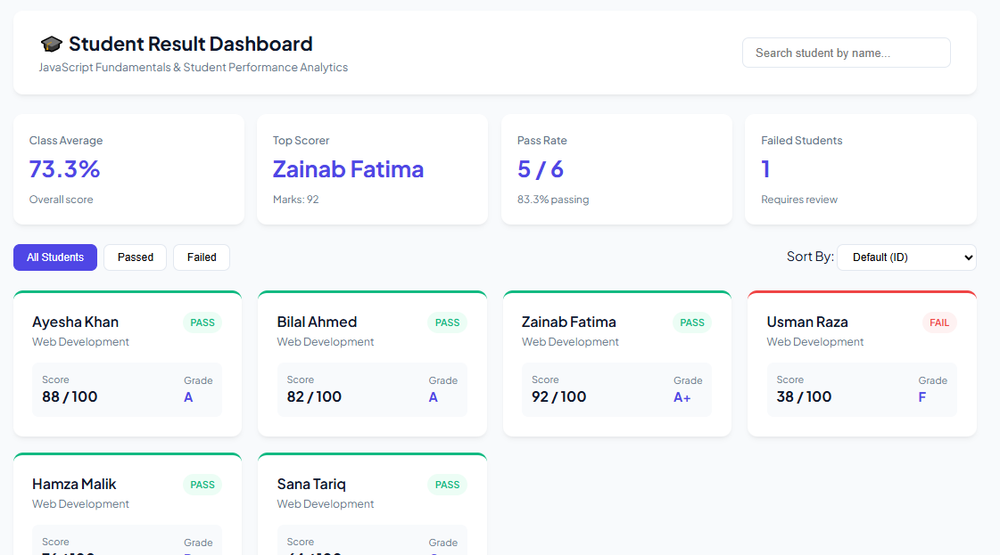 🎓 Student Result Dashboard
JavaScript Fundamentals & Student Performance Analytics
Search student by name...
Class Average
73.3%
Overall score
Top Scorer
Zainab Fatima
Marks: 92
Pass Rate
5 / 6
83.3% passing
Failed Students
1
Requires review
All Students Passed Failed
Sort By: Default (ID)
Ayesha Khan PASS
Web Development
Score Grade
88 / 100 A
Bilal Ahmed PASS
Web Development
Score Grade
82 / 100 A
Zainab Fatima PASS
Web Development
Score Grade
92 / 100 A+
Usman Raza FAIL
Web Development
Score Grade
38 / 100 F
Hamza Malik PASS
Web Development
Score Grade
Sana Tariq PASS
Web Development
Score Grade